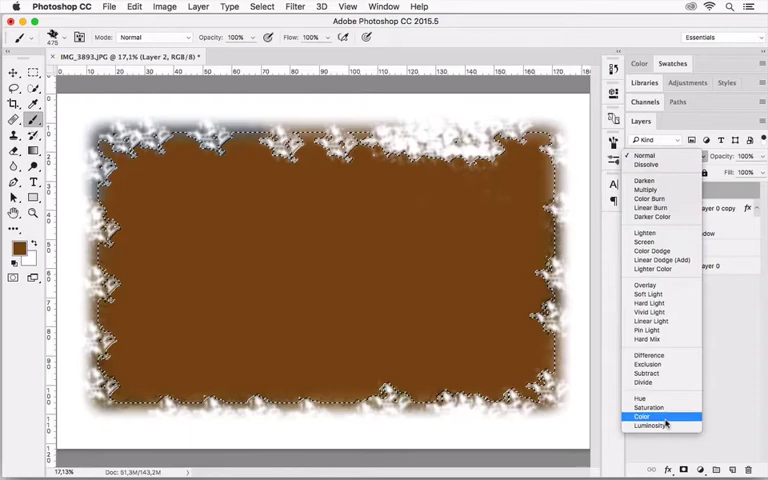 Photoshop CC File Edit Image Layer Type Select Filter 3D View Window Help
Adobe Photoshop CC 2015.5
475 Mode: Normal Opacity: 100% Flow: 100% Essentials
× IMG_3893.JPG @ 17,1% (Layer 2, RGB/8) *
Color Swatches
Libraries Adjustments Styles
Channels Paths
Layers
Kind
Opacity: 100%
Fill: 100%
ayer 0 copy fx
dow
ayer 0
Normal
Dissolve
Darken
Multiply
Color Burn
Linear Burn
Darker Color
Lighten
Screen
Color Dodge
Linear Dodge (Add)
Lighter Color
Overlay
Soft Light
Hard Light
Vivid Light
Linear Light
Pin Light
Hard Mix
Difference
Exclusion
Subtract
Divide
Hue
Saturation
Color
Luminosity
17,13% Doc: 51,3M/143,2M